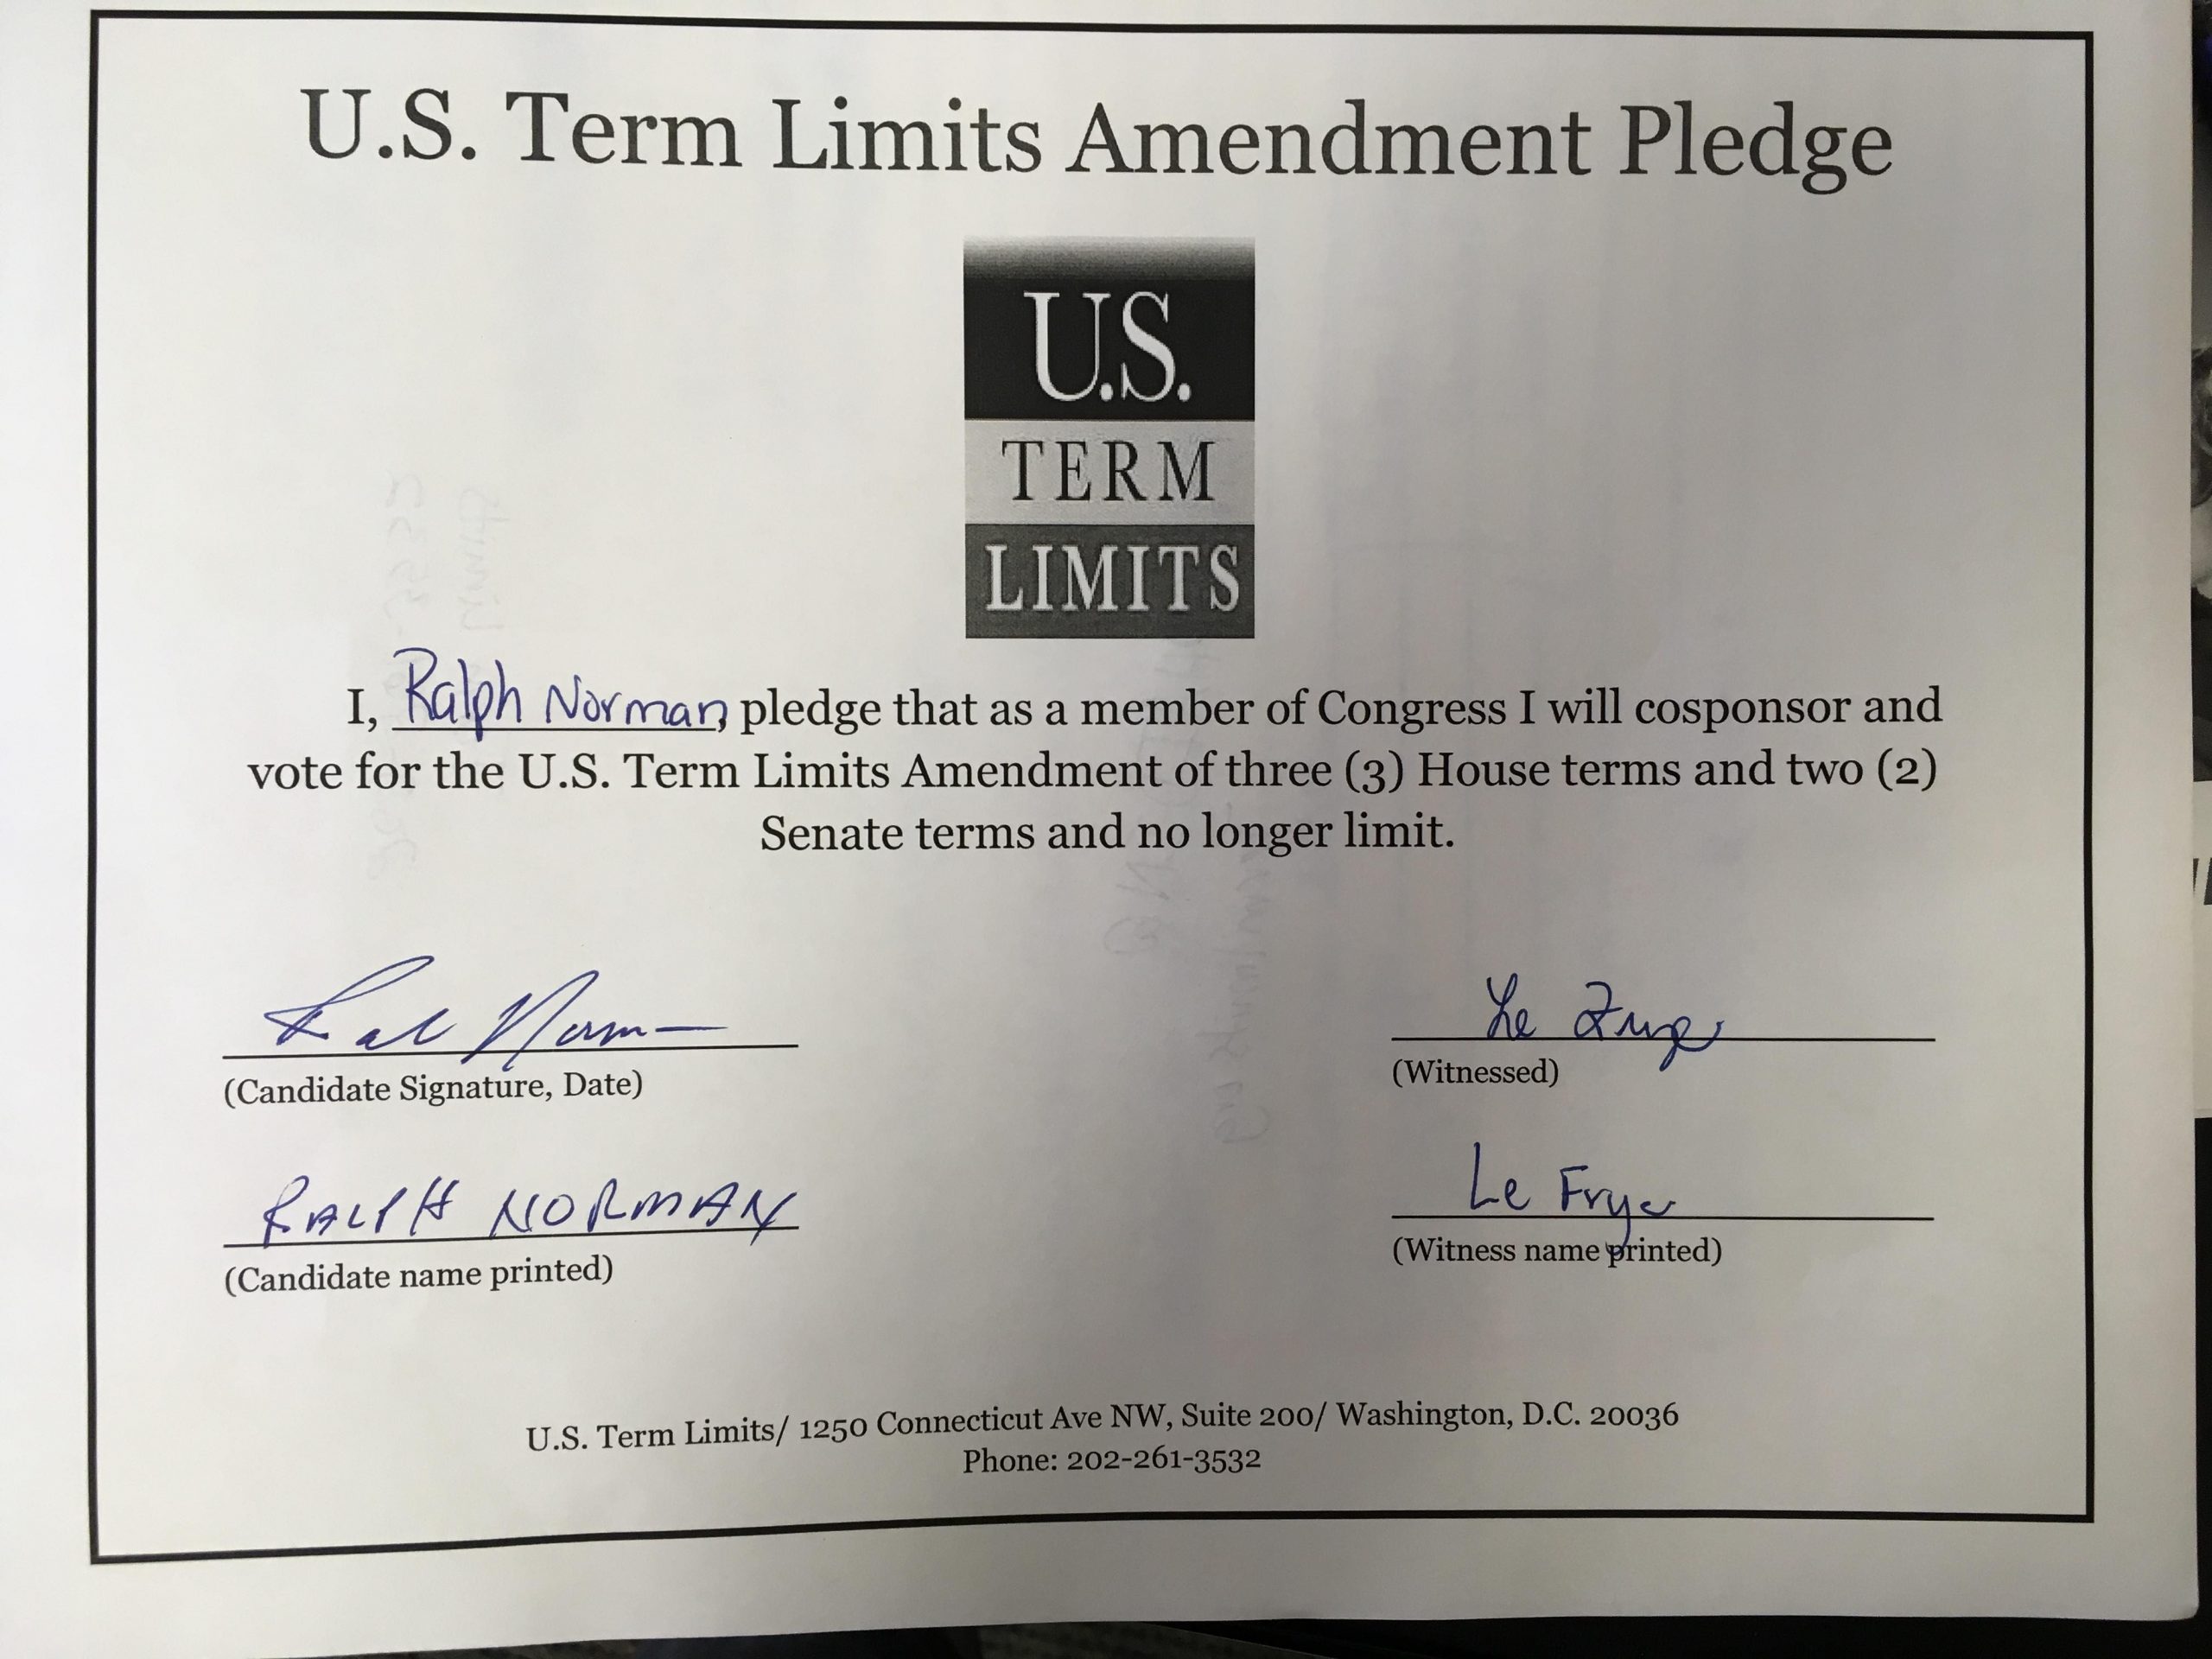 U.S. Term Limits Amendment Pledge
U.S.
TERM
LIMITS
I, Ralph Norman, pledge that as a member of Congress I will cosponsor and
vote for the U.S. Term Limits Amendment of three (3) House terms and two (2)
Senate terms and no longer limit.
(Candidate Signature, Date)
(Witnessed)
RALPH NORMAN
Le Frye
(Candidate name printed)
(Witness name printed)
U.S. Term Limits/ 1250 Connecticut Ave NW, Suite 200/ Washington, D.C. 20036
Phone: 202-261-3532